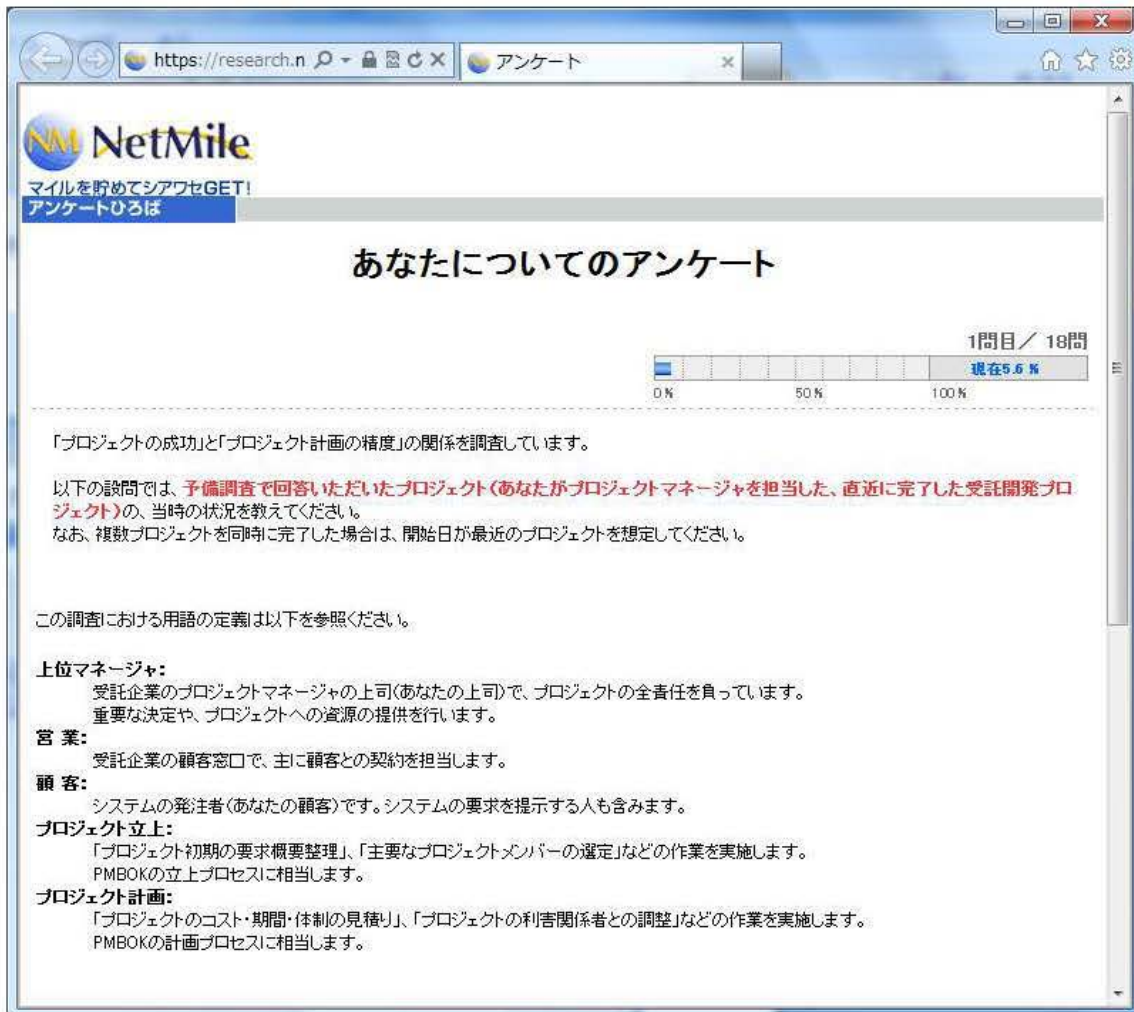 https://research.n
アンケート
NM NetMile
マイルを貯めてシアワセGET!
アンケートひろば
あなたについてのアンケート
1問目／ 18問
現在5.6 %
0% 50% 100%
「プロジェクトの成功」と「プロジェクト計画の精度」の関係を調査しています。
以下の設問では、予備調査で回答いただいたプロジェクト（あなたがプロジェクトマネージャを担当した、直近に完了した受託開発プロ
ジェクト）の、当時の状況を教えてください。
なお、複数プロジェクトを同時に完了した場合は、開始日が最近のプロジェクトを想定してください。
この調査における用語の定義は以下を参照ください。
上位マネージャ:
受託企業のプロジェクトマネージャの上司(あなたの上司)で、プロジェクトの全責任を負っています。
重要な決定や、プロジェクトへの資源の提供を行います。
営 業:
受託企業の顧客窓口で、主に顧客との契約を担当します。
顧 客:
システムの発注者(あなたの顧客)です。システムの要求を提示する人も含みます。
プロジェクト立上:
「プロジェクト初期の要求概要整理」、「主要なプロジェクトメンバーの選定」などの作業を実施します。
PMBOKの立上プロセスに相当します。
プロジェクト計画:
「プロジェクトのコスト・期間・体制の見積り」、「プロジェクトの利害関係者との調整」などの作業を実施します。
PMBOKの計画プロセスに相当します。